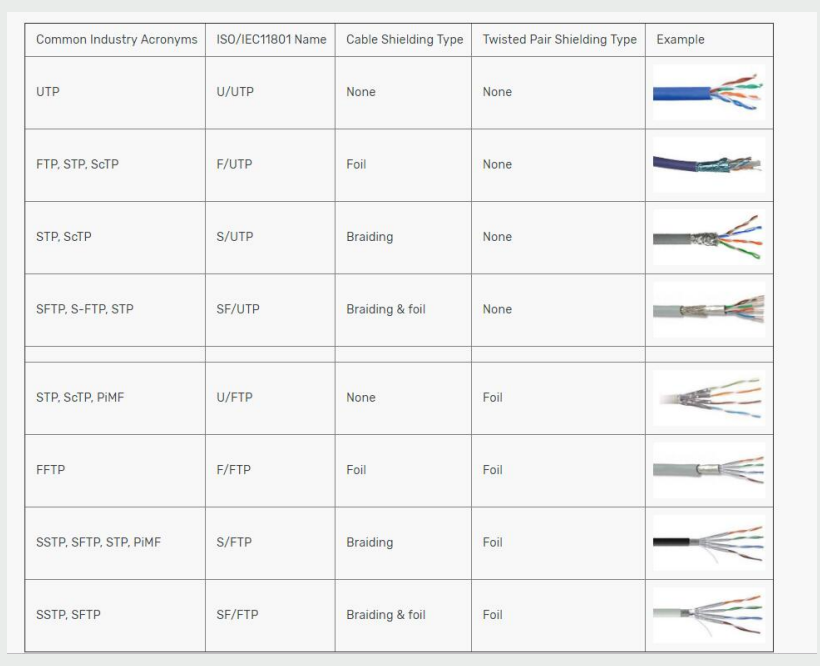 Common Industry Acronyms ISO/IEC11801 Name Cable Shielding Type Twisted Pair Shielding Type Example
UTP U/UTP None None
FTP, STP, ScTP F/UTP Foil None
STP, ScTP S/UTP Braiding None
SFTP, S-FTP, STP SF/UTP Braiding & foil None
STP, ScTP, PiMF U/FTP None Foil
FFTP F/FTP Foil Foil
SSTP, SFTP, STP, PiMF S/FTP Braiding Foil
SSTP, SFTP SF/FTP Braiding & foil Foil